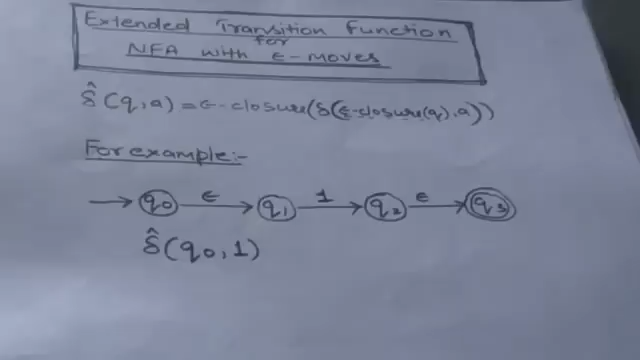 Extended Transition Function
for
NFA with ε-moves
δ̂(q,a) = ε-closure(δ(ε-closure(q),a))
For example:-
q0 ε q1 1 q2 ε q3
δ̂(q0,1)